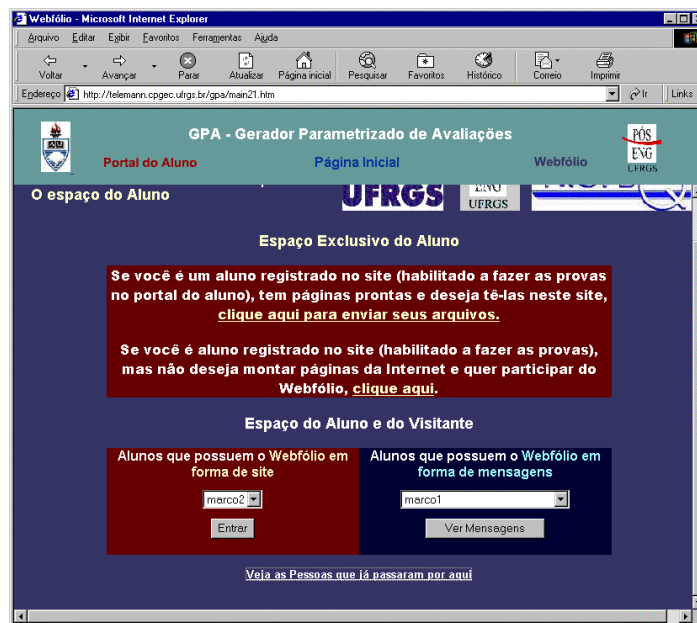 Webfólio - Microsoft Internet Explorer
Arquivo Editar Exibir Favoritos Ferramentas Ajuda
Voltar Avançar Parar Atualizar Página inicial Pesquisar Favoritos Histórico Correio Imprimir
Endereço http://telemann.cpgec.ufrgs.br/gpa/main21.htm Ir Links
GPA - Gerador Parametrizado de Avaliações
Portal do Aluno Página Inicial Webfólio
PÓS
ENG
UFRGS
O espaço do Aluno
UFRGS
ENG
UFRGS
Espaço Exclusivo do Aluno
Se você é um aluno registrado no site (habilitado a fazer as provas
no portal do aluno), tem páginas prontas e deseja tê-las neste site,
clique aqui para enviar seus arquivos.
Se você é aluno registrado no site (habilitado a fazer as provas),
mas não deseja montar páginas da Internet e quer participar do
Webfólio, clique aqui.
Espaço do Aluno e do Visitante
Alunos que possuem o Webfólio em
forma de site
marco2
Entrar
Alunos que possuem o Webfólio em
forma de mensagens
marco1
Ver Mensagens
Veja as Pessoas que já passaram por aqui